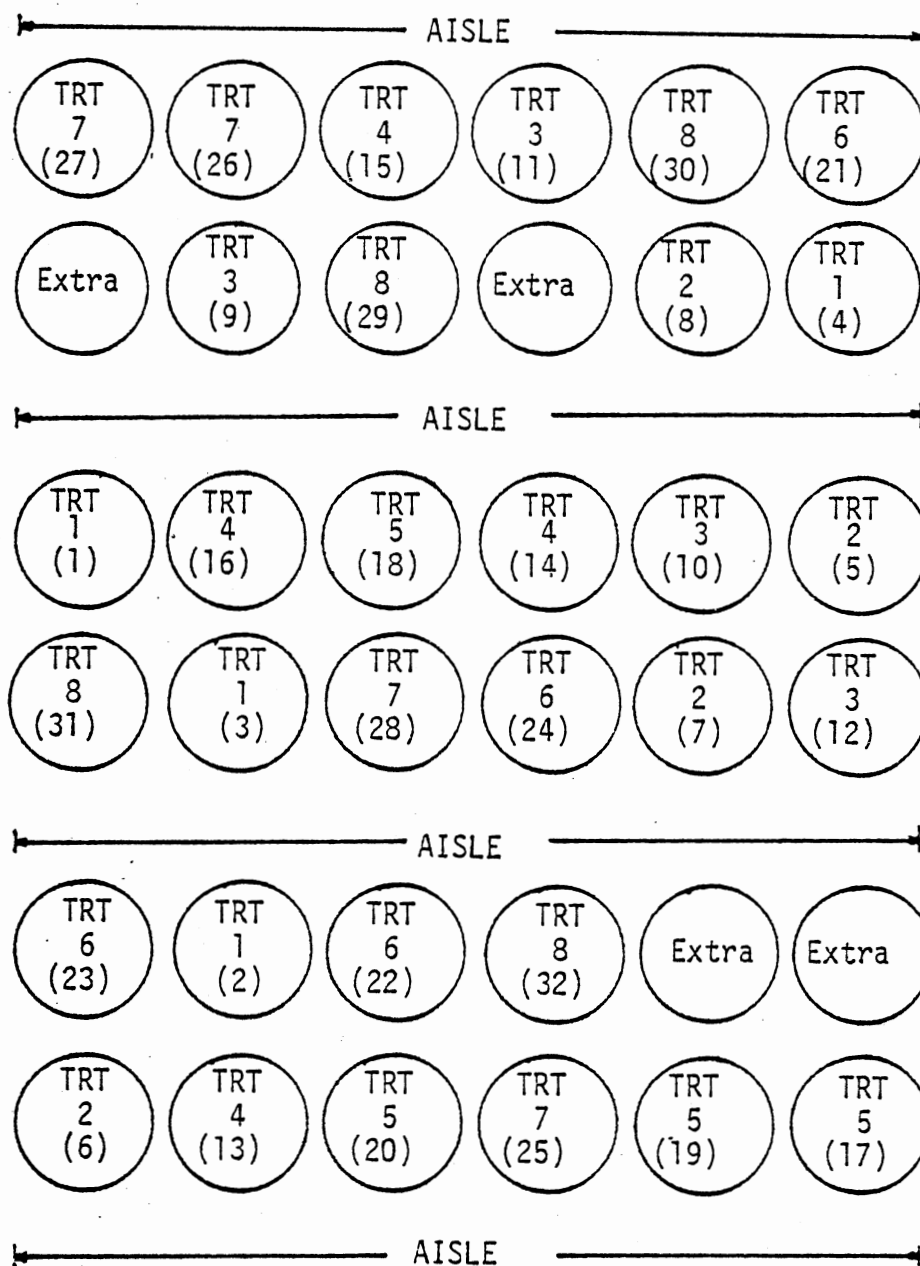 AISLE
TRT TRT TRT TRT TRT TRT
7 7 4 3 8 6
(27) (26) (15) (11) (30) (21)
Extra TRT TRT Extra TRT TRT
3 8 2 1
(9) (29) (8) (4)
AISLE
TRT TRT TRT TRT TRT TRT
1 4 5 4 3 2
(1) (16) (18) (14) (10) (5)
TRT TRT TRT TRT TRT TRT
8 1 7 6 2 3
(31) (3) (28) (24) (7) (12)
AISLE
TRT TRT TRT TRT Extra Extra
6 1 6 8
(23) (2) (22) (32)
TRT TRT TRT TRT TRT TRT
2 4 5 7 5 5
(6) (13) (20) (25) (19) (17)
AISLE